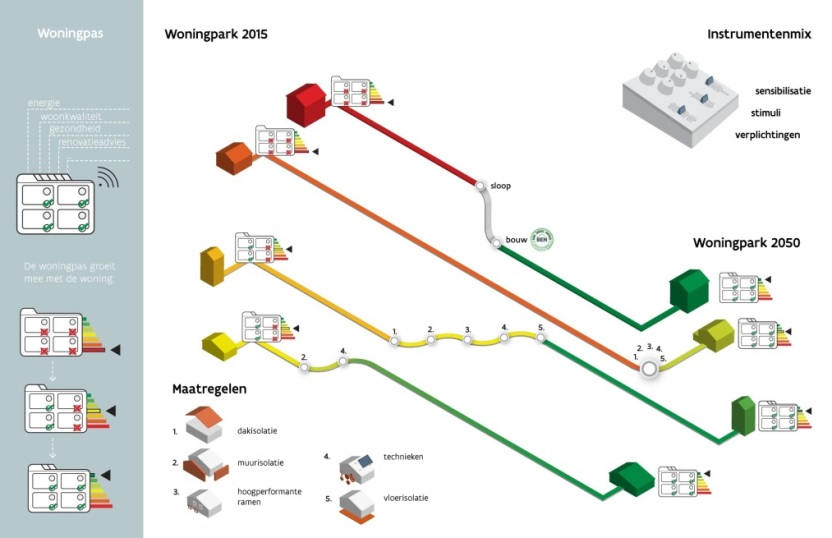 Woningpas
energie
woonkwaliteit
gezondheid
renovatieadvies
De woningpas groeit
mee met de woning:
Woningpark 2015
Instrumentenmix
sensibilisatie
stimuli
verplichtingen
sloop
bouw
BEN
Woningpark 2050
1. 2. 3. 4. 5.
2. 3. 4.
1. 5.
2. 4.
Maatregelen
1. dakisolatie
2. muurisolatie
3. hoogperformante
ramen
4. technieken
5. vloerisolatie